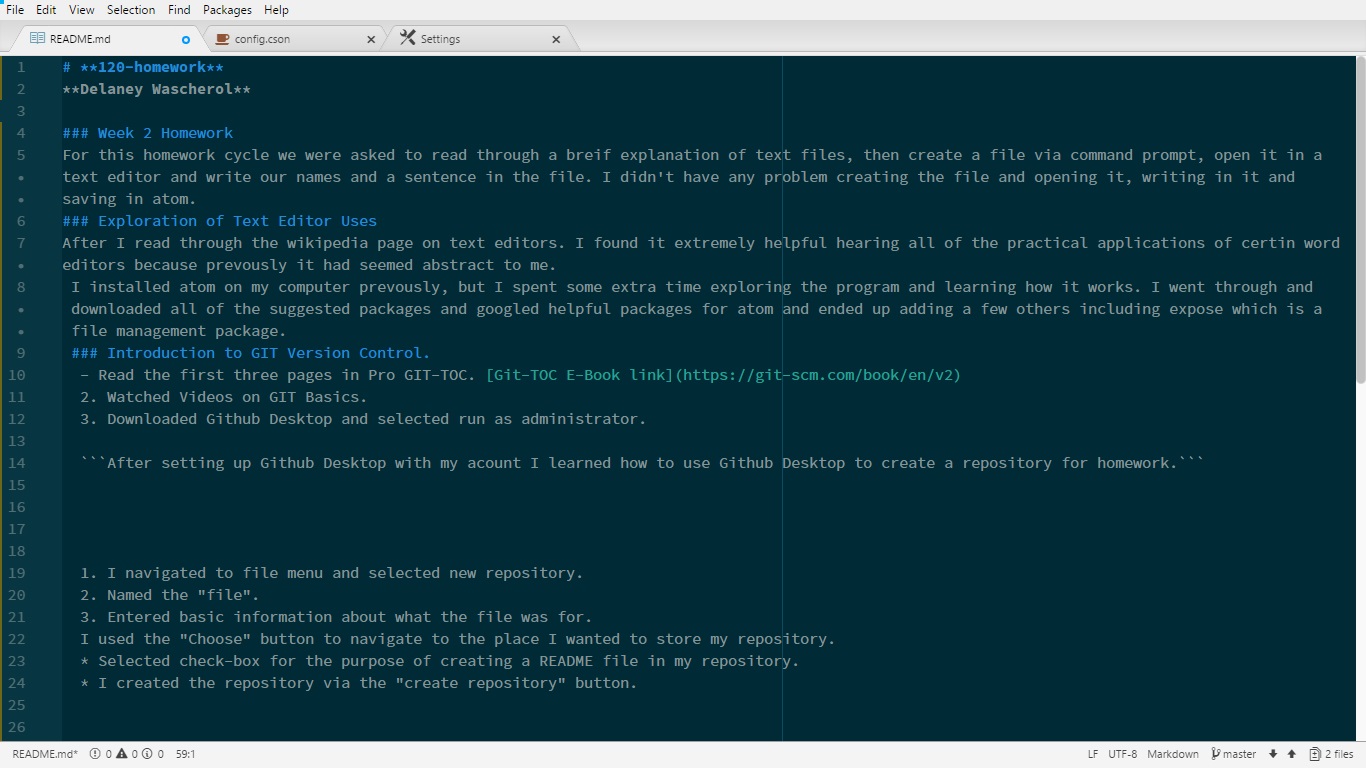 File Edit View Selection Find Packages Help
README.md config.cson Settings
1 # **120-homework**
2 **Delaney Wascherol**
3
4 ### Week 2 Homework
5 For this homework cycle we were asked to read through a breif explanation of text files, then create a file via command prompt, open it in a
• text editor and write our names and a sentence in the file. I didn't have any problem creating the file and opening it, writing in it and
• saving in atom.
6 ### Exploration of Text Editor Uses
7 After I read through the wikipedia page on text editors. I found it extremely helpful hearing all of the practical applications of certin word
• editors because prevously it had seemed abstract to me.
8 I installed atom on my computer prevously, but I spent some extra time exploring the program and learning how it works. I went through and
• downloaded all of the suggested packages and googled helpful packages for atom and ended up adding a few others including expose which is a
• file management package.
9 ### Introduction to GIT Version Control.
10 - Read the first three pages in Pro GIT-TOC. [Git-TOC E-Book link](https://git-scm.com/book/en/v2)
11 2. Watched Videos on GIT Basics.
12 3. Downloaded Github Desktop and selected run as administrator.
13
14 ```After setting up Github Desktop with my acount I learned how to use Github Desktop to create a repository for homework.```
15
16
17
18
19 1. I navigated to file menu and selected new repository.
20 2. Named the "file".
21 3. Entered basic information about what the file was for.
22 I used the "Choose" button to navigate to the place I wanted to store my repository.
23 * Selected check-box for the purpose of creating a README file in my repository.
24 * I created the repository via the "create repository" button.
25
26
README.md* 0 0 0 59:1 LF UTF-8 Markdown master 2 files